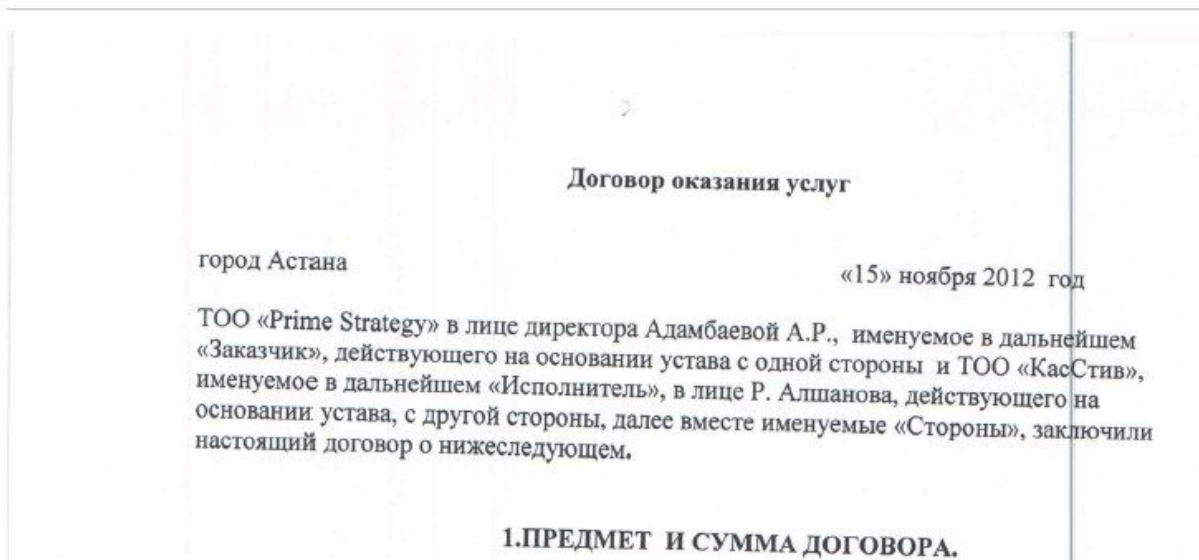 Договор оказания услуг
город Астана «15» ноября 2012 год
ТОО «Prime Strategy» в лице директора Адамбаевой А.Р., именуемое в дальнейшем
«Заказчик», действующего на основании устава с одной стороны и ТОО «КасСтив»,
именуемое в дальнейшем «Исполнитель», в лице Р. Алшанова, действующего на
основании устава, с другой стороны, далее вместе именуемые «Стороны», заключили
настоящий договор о нижеследующем.
1.ПРЕДМЕТ И СУММА ДОГОВОРА.